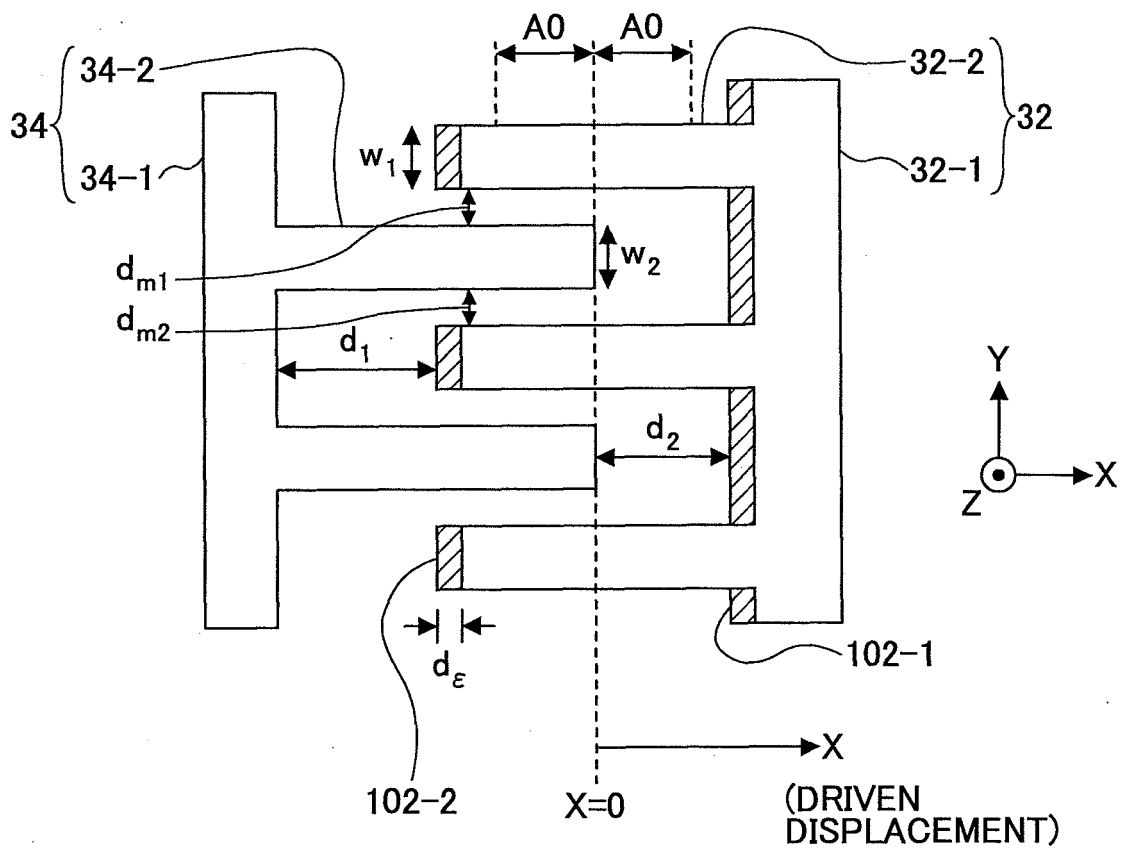 A0 A0
34-2
32-2
34
32
34-1
32-1
w1
dm1
w2
dm2
d1
d2
Y
Z
X
dε
102-1
102-2
X=0
X
(DRIVEN
DISPLACEMENT)